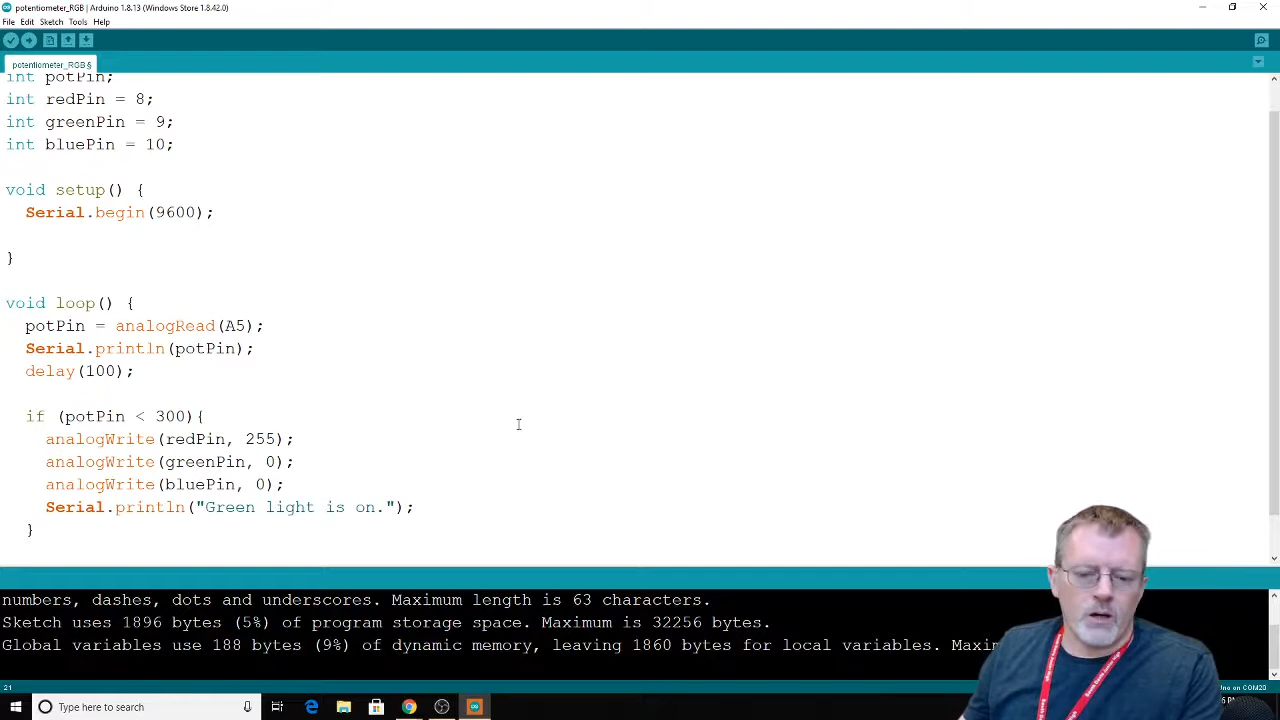 potentiometer_RGB | Arduino 1.8.13 (Windows Store 1.8.42.0)
File Edit Sketch Tools Help
potentiometer_RGB §
int potPin;
int redPin = 8;
int greenPin = 9;
int bluePin = 10;
void setup() {
Serial.begin(9600);
}
void loop() {
potPin = analogRead(A5);
Serial.println(potPin);
delay(100);
if (potPin < 300){
analogWrite(redPin, 255);
analogWrite(greenPin, 0);
analogWrite(bluePin, 0);
Serial.println("Green light is on.");
}
numbers, dashes, dots and underscores. Maximum length is 63 characters.
Sketch uses 1896 bytes (5%) of program storage space. Maximum is 32256 bytes.
Global variables use 188 bytes (9%) of dynamic memory, leaving 1860 bytes for local variables.
21
Uno on COM20
Type here to search